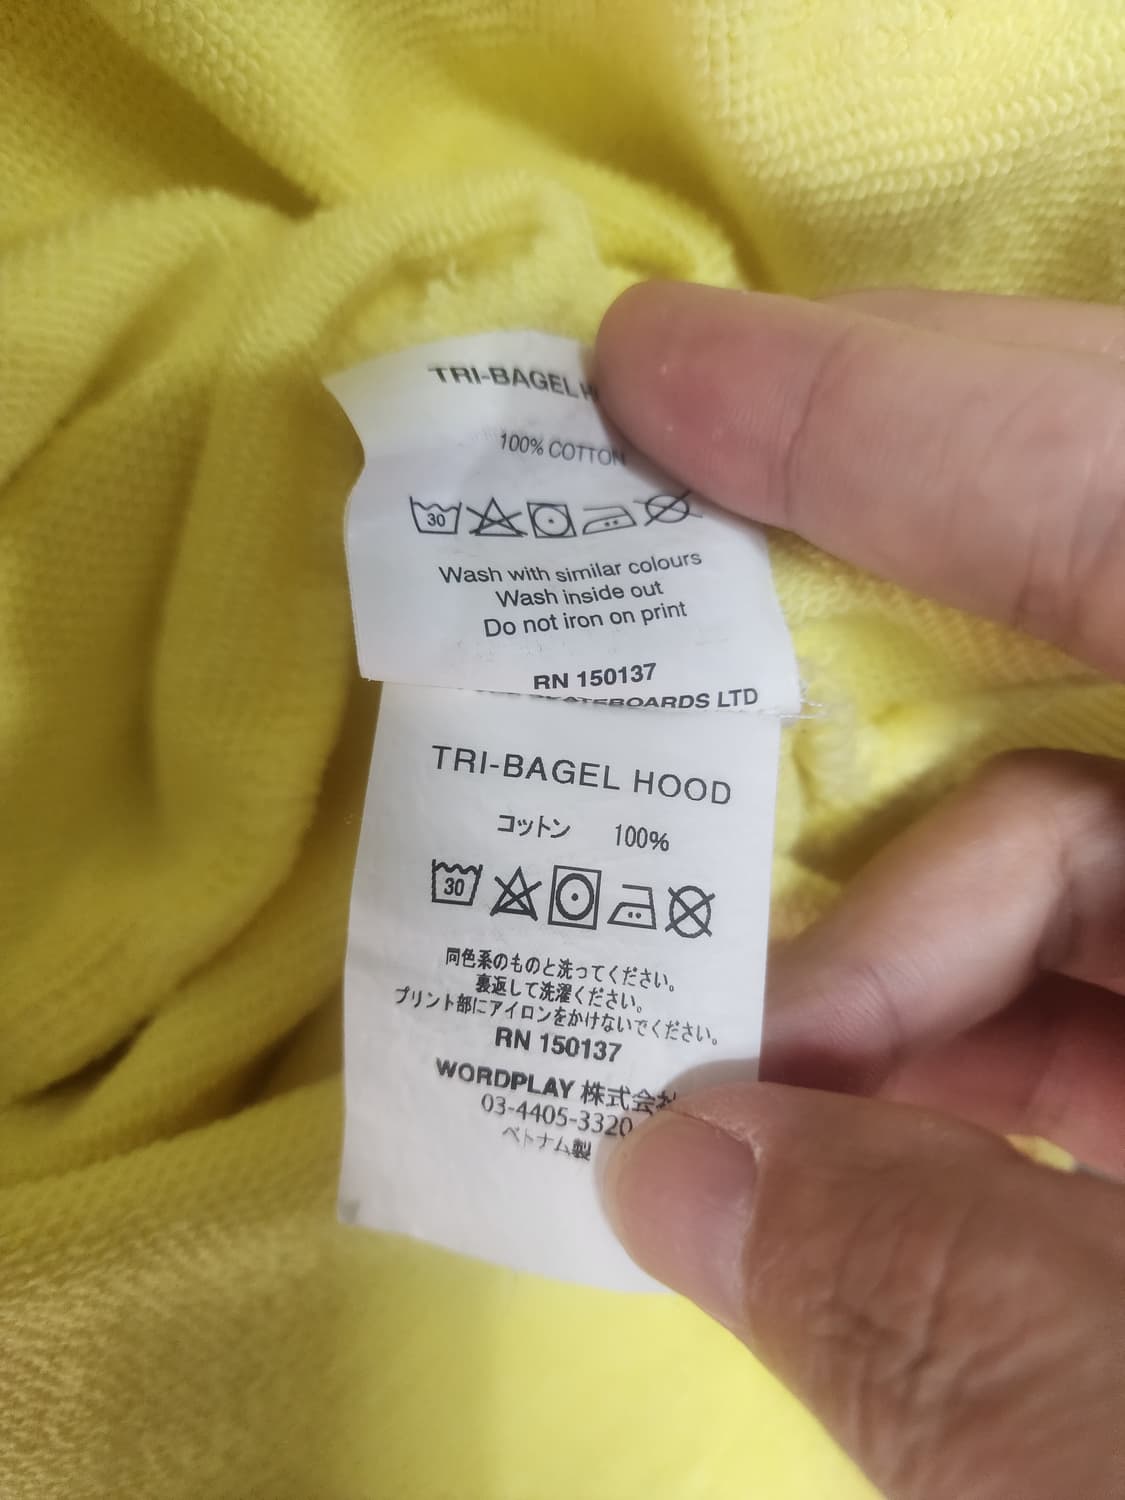 TRI-BAGEL
100% COTTON
30
Wash with similar colours
Wash inside out
Do not iron on print
RN 150137
SKATEBOARDS LTD
TRI-BAGEL HOOD
コットン 100%
30
同色系のものと洗ってください。
裏返して洗濯ください。
プリント部にアイロンをかけないでください。
RN 150137
WORDPLAY 株式会社
03-4405-3320
ベトナム製